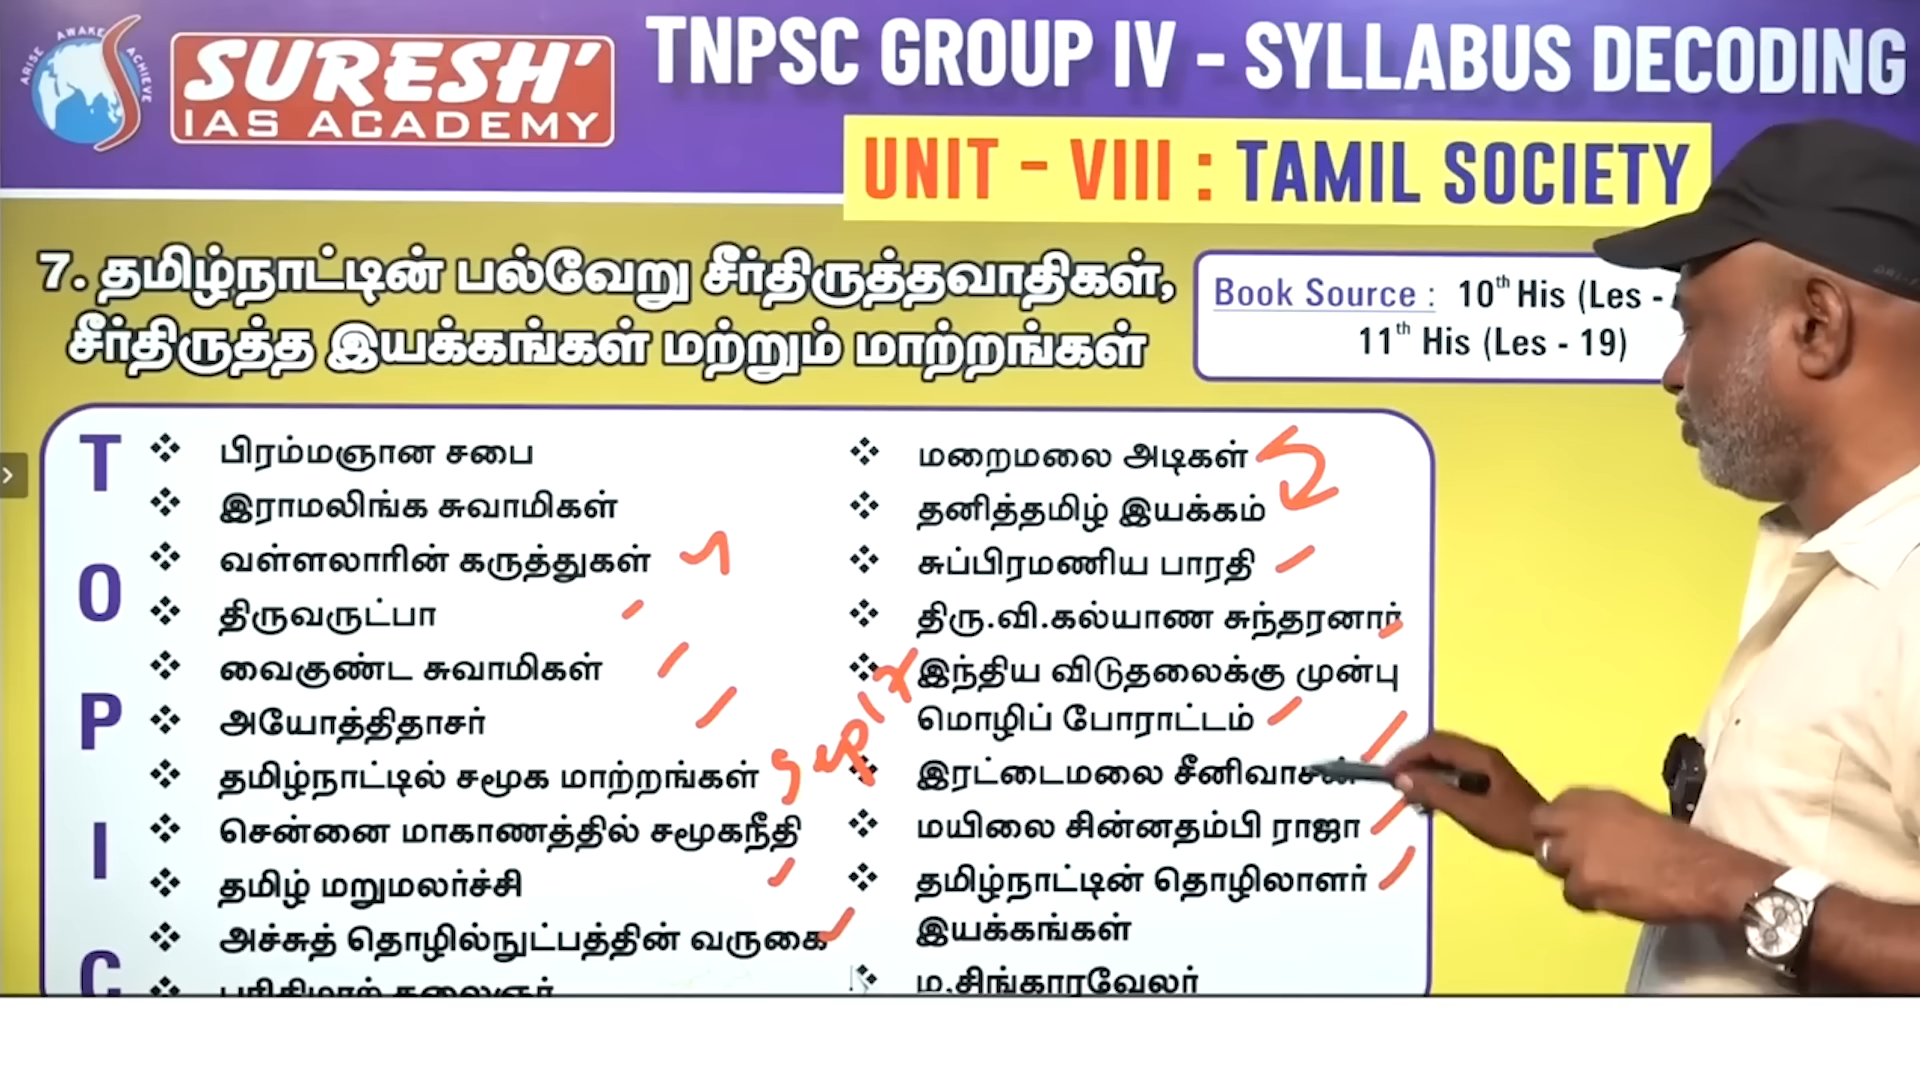 ARISE AWAKE ACHIEVE
SURESH'
IAS ACADEMY
TNPSC GROUP IV - SYLLABUS DECODING
UNIT - VIII : TAMIL SOCIETY
7. தமிழ்நாட்டின் பல்வேறு சீர்திருத்தவாதிகள்,
சீர்திருத்த இயக்கங்கள் மற்றும் மாற்றங்கள்
Book Source : 10th His (Les -
11th His (Les - 19)
TOPIC
பிரம்மஞான சபை
இராமலிங்க சுவாமிகள்
வள்ளலாரின் கருத்துகள்
திருவருட்பா
வைகுண்ட சுவாமிகள்
அயோத்திதாசர்
தமிழ்நாட்டில் சமூக மாற்றங்கள்
சென்னை மாகாணத்தில் சமூகநீதி
தமிழ் மறுமலர்ச்சி
அச்சுத் தொழில்நுட்பத்தின் வருகை
மறைமலை அடிகள்
தனித்தமிழ் இயக்கம்
சுப்பிரமணிய பாரதி
திரு.வி.கல்யாண சுந்தரனார்
இந்திய விடுதலைக்கு முன்பு
மொழிப் போராட்டம்
இரட்டைமலை சீனிவாசன்
மயிலை சின்னதம்பி ராஜா
தமிழ்நாட்டின் தொழிலாளர்
இயக்கங்கள்
ம.சிங்காரவேலர்